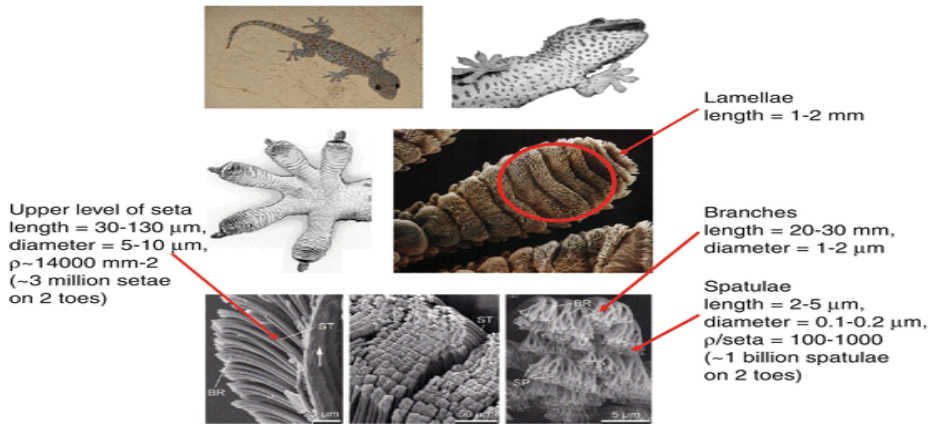 Lamellae
length = 1-2 mm
Upper level of seta
length = 30-130 μm,
diameter = 5-10 μm,
ρ~14000 mm-2
(~3 million setae
on 2 toes)
Branches
length = 20-30 mm,
diameter = 1-2 μm
Spatulae
length = 2-5 μm,
diameter = 0.1-0.2 μm,
ρ/seta = 100-1000
(~1 billion spatulae
on 2 toes)
ST
BR
μm
ST
50 μm
BR
SP
5 μm